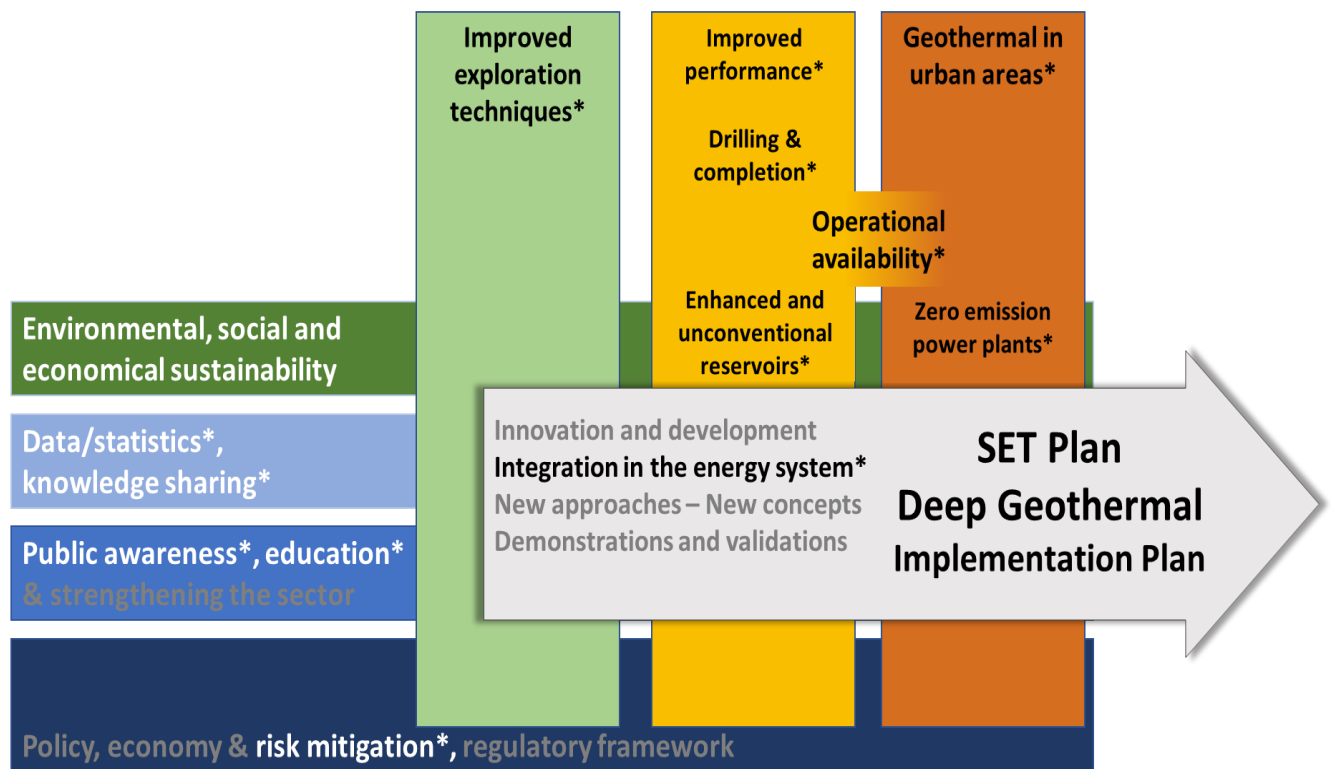 Improved
exploration
techniques*
Improved
performance*
Drilling &
completion*
Geothermal in
urban areas*
Operational
availability*
Enhanced and
unconventional
reservoirs*
Zero emission
power plants*
Environmental, social and
economical sustainability
Data/statistics*,
knowledge sharing*
Public awareness*, education*
& strengthening the sector
Policy, economy & risk mitigation*, regulatory framework
Innovation and development
Integration in the energy system*
New approaches – New concepts
Demonstrations and validations
SET Plan
Deep Geothermal
Implementation Plan